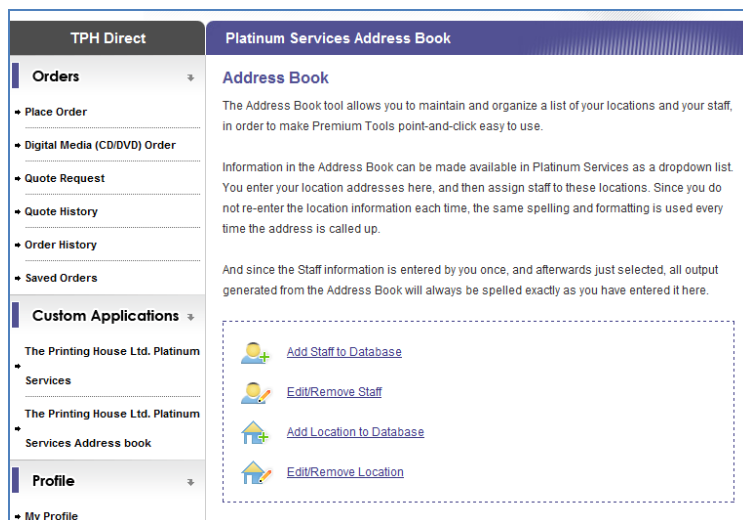 TPH Direct
Orders
Place Order
Digital Media (CD/DVD) Order
Quote Request
Quote History
Order History
Saved Orders
Custom Applications
The Printing House Ltd. Platinum
Services
The Printing House Ltd. Platinum
Services Address book
Profile
My Profile
Platinum Services Address Book
Address Book
The Address Book tool allows you to maintain and organize a list of your locations and your staff,
in order to make Premium Tools point-and-click easy to use.
Information in the Address Book can be made available in Platinum Services as a dropdown list.
You enter your location addresses here, and then assign staff to these locations. Since you do
not re-enter the location information each time, the same spelling and formatting is used every
time the address is called up.
And since the Staff information is entered by you once, and afterwards just selected, all output
generated from the Address Book will always be spelled exactly as you have entered it here.
Add Staff to Database
Edit/Remove Staff
Add Location to Database
Edit/Remove Location